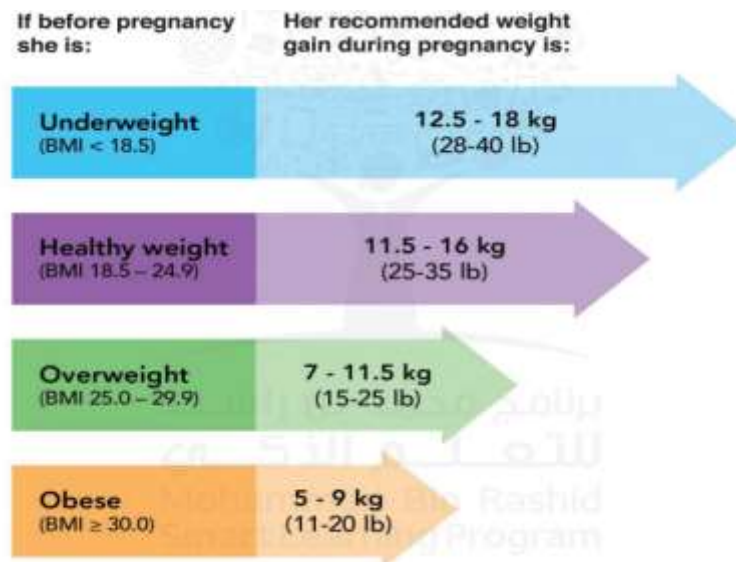 If before pregnancy she is:
Her recommended weight gain during pregnancy is:
Underweight
(BMI < 18.5)
12.5 - 18 kg
(28-40 lb)
Healthy weight
(BMI 18.5 – 24.9)
11.5 - 16 kg
(25-35 lb)
Overweight
(BMI 25.0 – 29.9)
7 - 11.5 kg
(15-25 lb)
Obese
(BMI ≥ 30.0)
5 - 9 kg
(11-20 lb)
Bin Rashid
Smart Learning Program